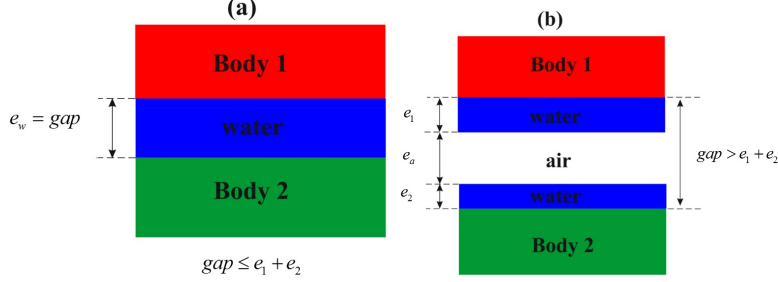 (a)
Body 1
e_w = gap
water
Body 2
gap ≤ e_1 + e_2
(b)
Body 1
e_1
water
e_a
air
gap > e_1 + e_2
e_2
water
Body 2